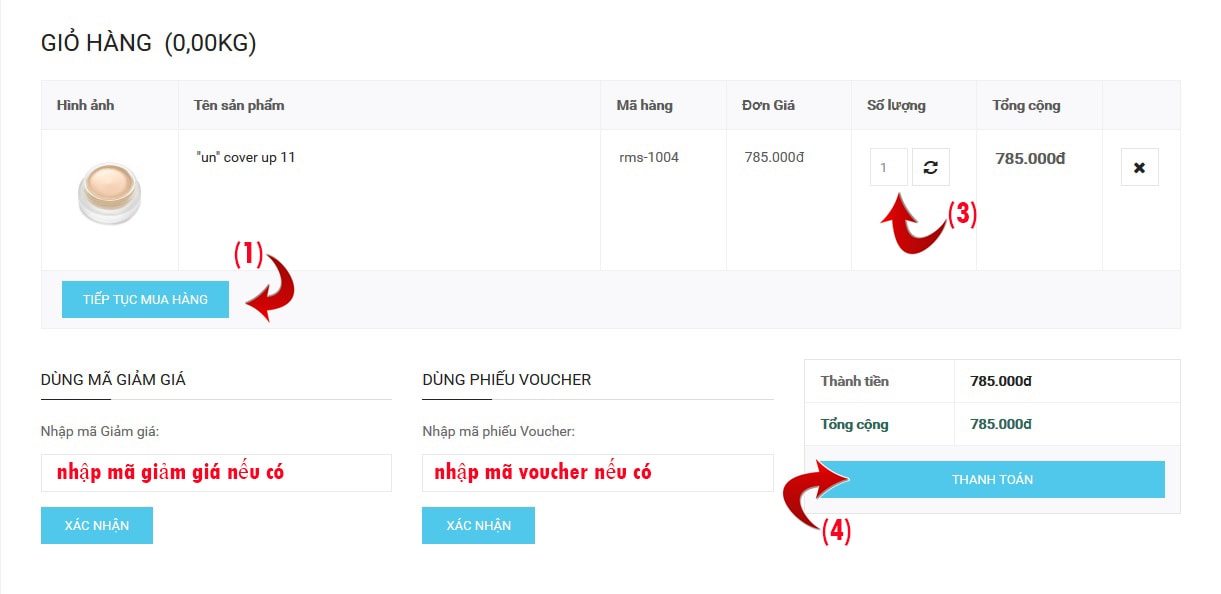 GIỎ HÀNG (0,00KG)
Hình ảnh Tên sản phẩm Mã hàng Đơn Giá Số lượng Tổng cộng
"un" cover up 11 rms-1004 785.000đ 1 785.000đ
(3)
(1)
TIẾP TỤC MUA HÀNG
DÙNG MÃ GIẢM GIÁ
Nhập mã Giảm giá:
nhập mã giảm giá nếu có
XÁC NHẬN
DÙNG PHIẾU VOUCHER
Nhập mã phiếu Voucher:
nhập mã voucher nếu có
XÁC NHẬN
Thành tiền 785.000đ
Tổng cộng 785.000đ
THANH TOÁN
(4)